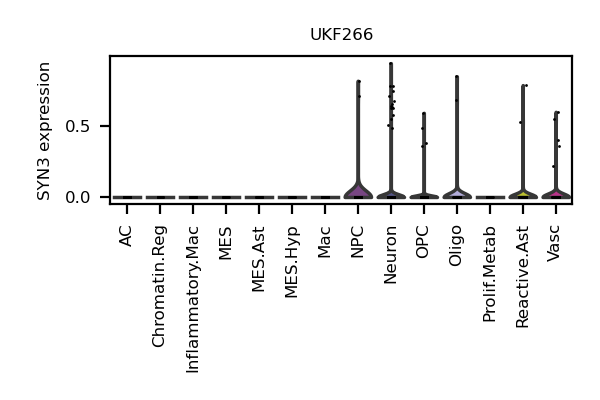 UKF266
SYN3 expression
0.5
0.0
AC
Chromatin.Reg
Inflammatory.Mac
MES
MES.Ast
MES.Hyp
Mac
NPC
Neuron
OPC
Oligo
Prolif.Metab
Reactive.Ast
Vasc